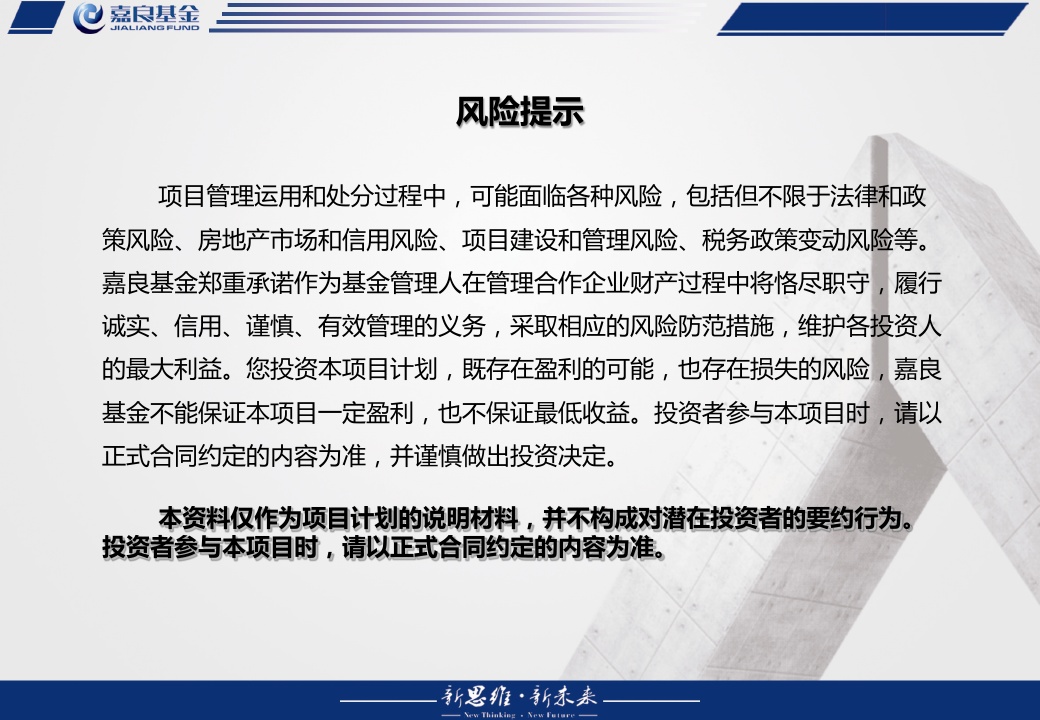 嘉良基金
JIALIANG FUND
风险提示
项目管理运用和处分过程中，可能面临各种风险，包括但不限于法律和政
策风险、房地产市场和信用风险、项目建设和管理风险、税务政策变动风险等。
嘉良基金郑重承诺作为基金管理人在管理合作企业财产过程中将恪尽职守，履行
诚实、信用、谨慎、有效管理的义务，采取相应的风险防范措施，维护各投资人
的最大利益。您投资本项目计划，既存在盈利的可能，也存在损失的风险，嘉良
基金不能保证本项目一定盈利，也不保证最低收益。投资者参与本项目时，请以
正式合同约定的内容为准，并谨慎做出投资决定。
本资料仅作为项目计划的说明材料，并不构成对潜在投资者的要约行为。
投资者参与本项目时，请以正式合同约定的内容为准。
新思维·新未来
New Thinking · New Future